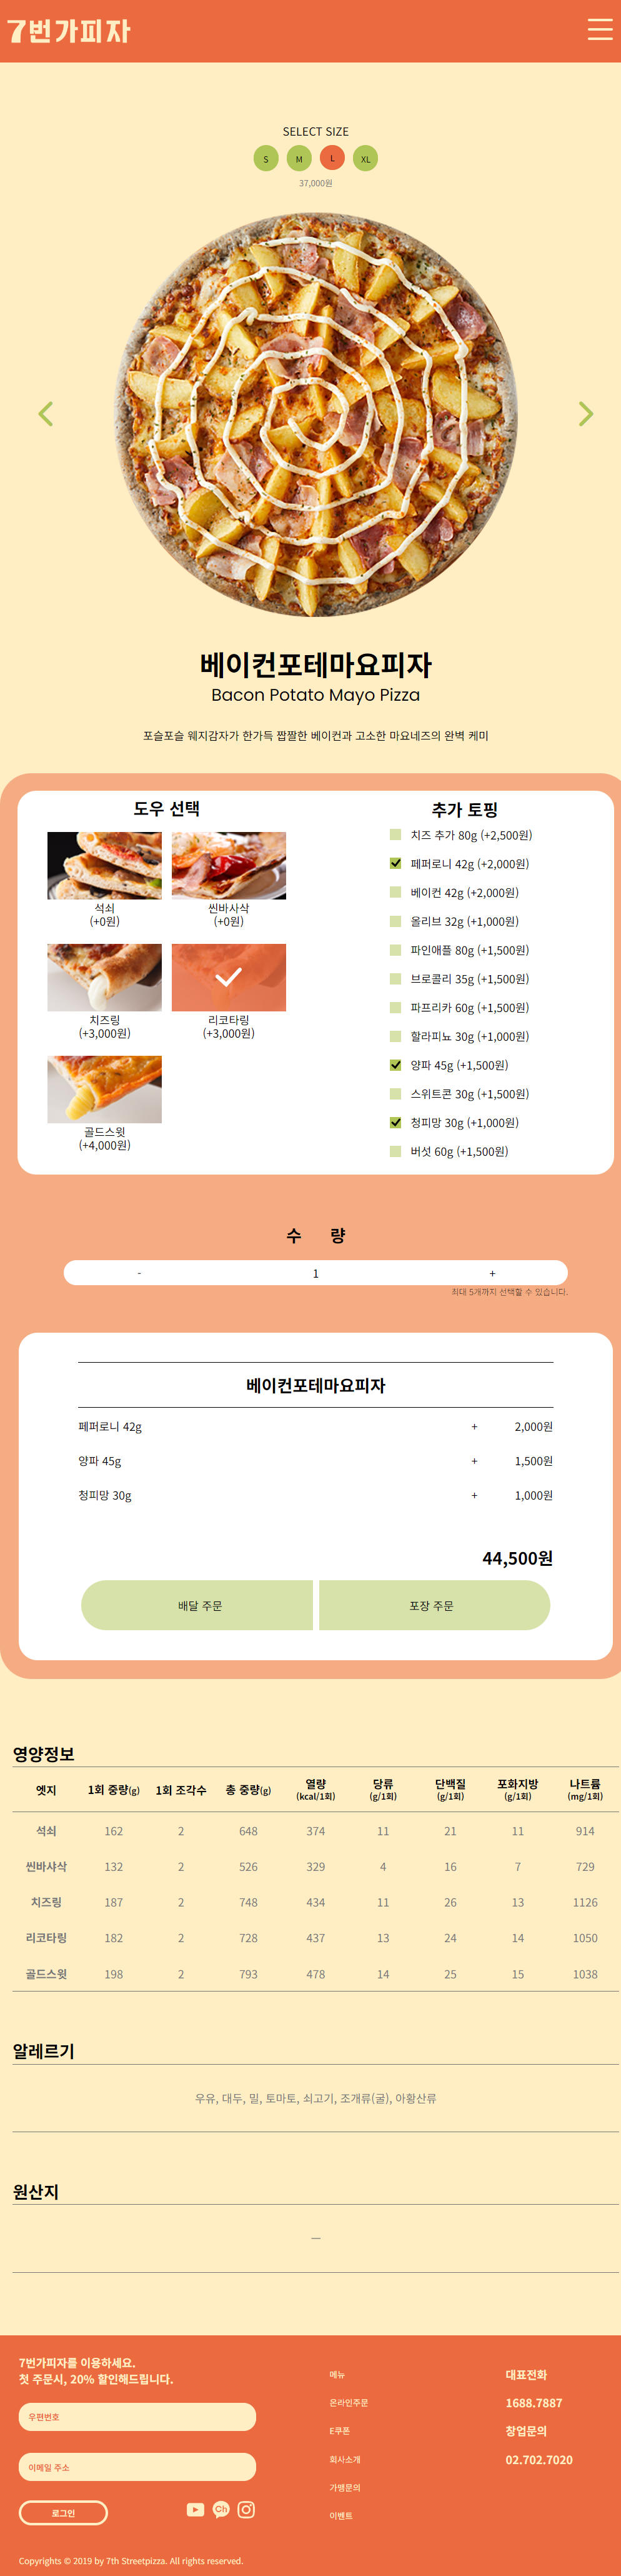 7번가피자
SELECT SIZE
S M L XL
37,000원
베이컨포테마요피자
Bacon Potato Mayo Pizza
포슬포슬 웨지감자가 한가득 짭짤한 베이컨과 고소한 마요네즈의 완벽 케미
도우 선택
석쇠
(+0원)
씬바사삭
(+0원)
치즈링
(+3,000원)
리코타링
(+3,000원)
골드스윗
(+4,000원)
추가 토핑
치즈 추가 80g (+2,500원)
페퍼로니 42g (+2,000원)
베이컨 42g (+2,000원)
올리브 32g (+1,000원)
파인애플 80g (+1,500원)
브로콜리 35g (+1,500원)
파프리카 60g (+1,500원)
할라피뇨 30g (+1,000원)
양파 45g (+1,500원)
스위트콘 30g (+1,500원)
청피망 30g (+1,000원)
버섯 60g (+1,500원)
수 량
- 1 +
최대 5개까지 선택할 수 있습니다.
베이컨포테마요피자
페퍼로니 42g + 2,000원
양파 45g + 1,500원
청피망 30g + 1,000원
44,500원
배달 주문 포장 주문
영양정보
엣지 1회 중량(g) 1회 조각수 총 중량(g) 열량 당류 단백질 포화지방 나트륨
(kcal/1회) (g/1회) (g/1회) (g/1회) (mg/1회)
석쇠 162 2 648 374 11 21 11 914
씬바사삭 132 2 526 329 4 16 7 729
치즈링 187 2 748 434 11 26 13 1126
리코타링 182 2 728 437 13 24 14 1050
골드스윗 198 2 793 478 14 25 15 1038
알레르기
우유, 대두, 밀, 토마토, 쇠고기, 조개류(굴), 아황산류
원산지
—
7번가피자를 이용하세요.
첫 주문시, 20% 할인해드립니다.
우편번호
이메일 주소
로그인
Ch
메뉴
온라인주문
E쿠폰
회사소개
가맹문의
이벤트
대표전화
1688.7887
창업문의
02.702.7020
Copyrights © 2019 by 7th Streetpizza. All rights reserved.